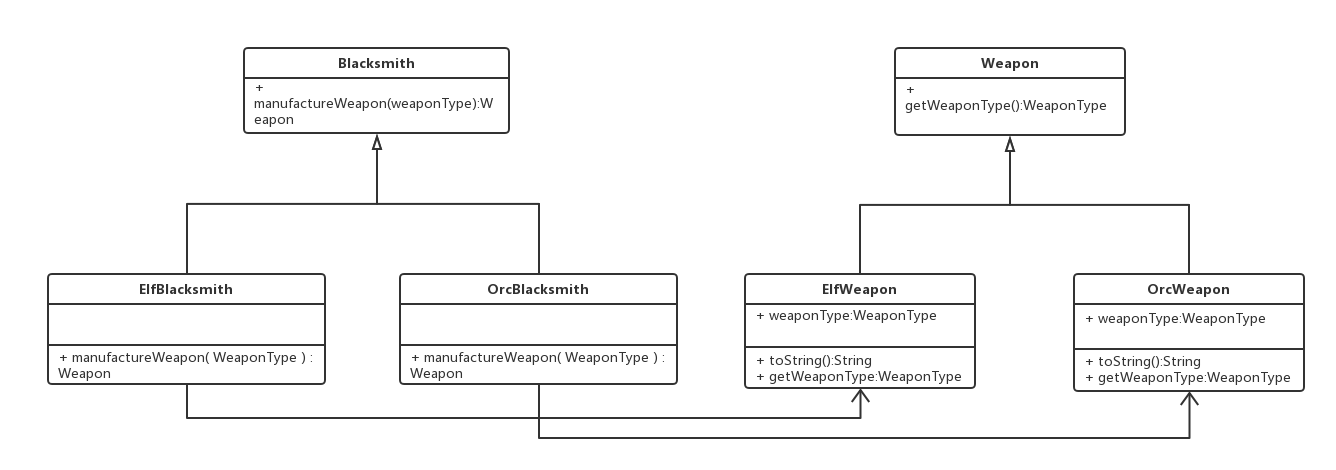 Blacksmith
+
manufactureWeapon(weaponType):W
eapon
Weapon
+
getWeaponType():WeaponType
ElfBlacksmith
+ manufactureWeapon( WeaponType ) :
Weapon
OrcBlacksmith
+ manufactureWeapon( WeaponType ) :
Weapon
ElfWeapon
+ weaponType:WeaponType
+ toString():String
+ getWeaponType:WeaponType
OrcWeapon
+ weaponType:WeaponType
+ toString():String
+ getWeaponType:WeaponType